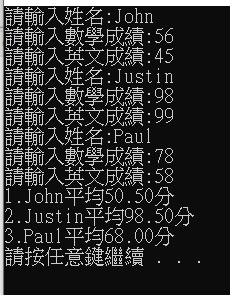 請輸入姓名:John
請輸入數學成績:56
請輸入英文成績:45
請輸入姓名:Justin
請輸入數學成績:98
請輸入英文成績:99
請輸入姓名:Paul
請輸入數學成績:78
請輸入英文成績:58
1.John平均50.50分
2.Justin平均98.50分
3.Paul平均68.00分
請按任意鍵繼續 . . .